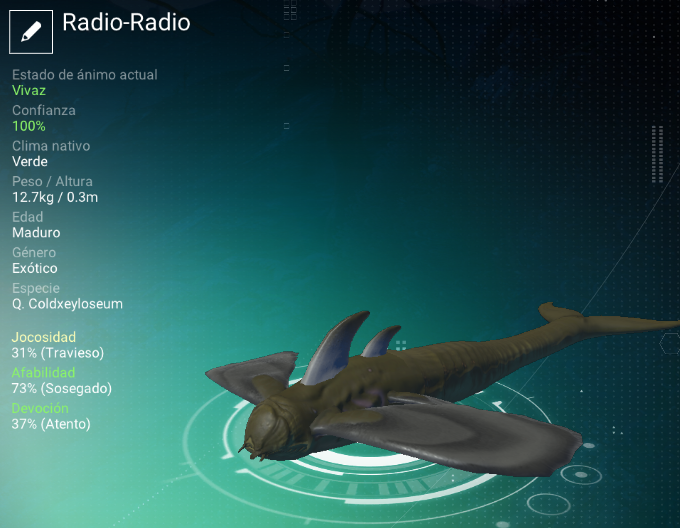 Radio-Radio
Estado de ánimo actual
Vivaz
Confianza
100%
Clima nativo
Verde
Peso / Altura
12.7kg / 0.3m
Edad
Maduro
Género
Exótico
Especie
Q. Coldxeyloseum
Jocosidad
31% (Travieso)
Afabilidad
73% (Sosegado)
Devoción
37% (Atento)